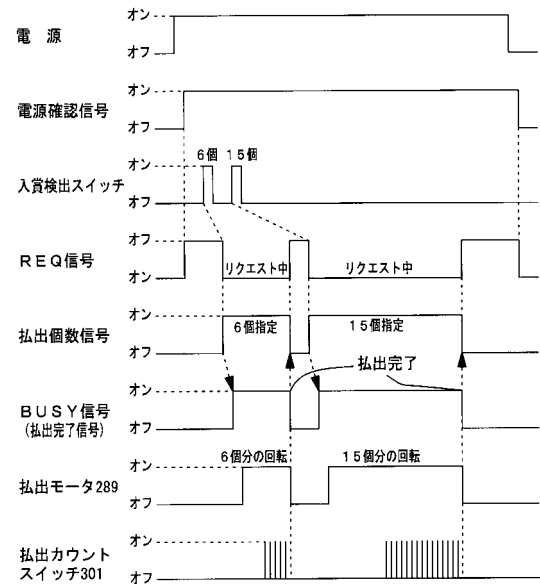 オン
電 源
オフ
オン
電源確認信号
オフ
オン
6個 15個
入賞検出スイッチ
オフ
オフ
REQ信号
リクエスト中 リクエスト中
オン
オン
払出個数信号
6個指定 15個指定
オフ
払出完了
オン
BUSY信号
(払出完了信号)
オフ
オン
6個分の回転 15個分の回転
払出モータ289
オフ
オン
払出カウント
スイッチ301
オフ